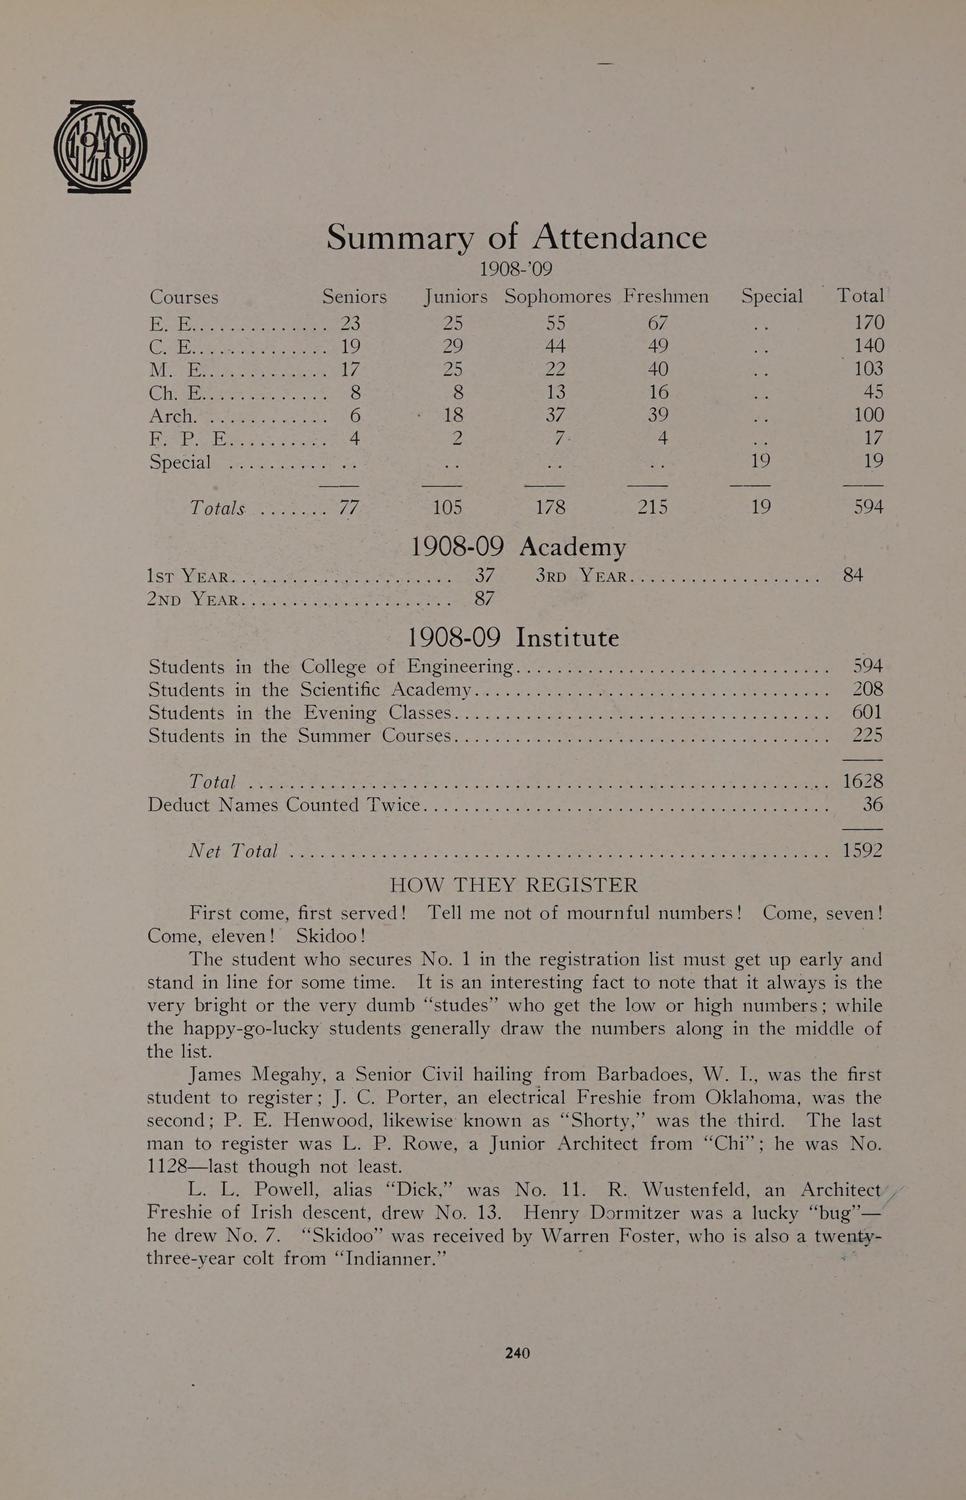 Summary of Attendance
1908-’09
Courses Seniors Juniors Sophomores Freshmen Special Total
E. E.............. 23 25 55 67 .. 170
C. E.............. 19 29 44 49 .. 140
M. E............. 17 25 22 40 .. 103
Ch. E............. 8 8 13 16 .. 45
Arch. ............ 6 18 37 39 .. 100
F. P. E........... 4 2 7 4 .. 17
Special .......... .. .. .. .. 19 19
Totals ....... 77 105 178 215 19 594
1908-09 Academy
1ST YEAR........................ 37 3RD YEAR.................... 84
2ND YEAR........................ 87
1908-09 Institute
Students in the College of Engineering................................ 594
Students in the Scientific Academy.................................... 208
Students in the Evening Classes...................................... 601
Students in the Summer Courses...................................... 225
Total ........................................................ 1628
Deduct Names Counted Twice......................................... 36
Net Total .................................................... 1592
HOW THEY REGISTER
First come, first served! Tell me not of mournful numbers! Come, seven!
Come, eleven! Skidoo!
The student who secures No. 1 in the registration list must get up early and
stand in line for some time. It is an interesting fact to note that it always is the
very bright or the very dumb “studes” who get the low or high numbers; while
the happy-go-lucky students generally draw the numbers along in the middle of
the list.
James Megahy, a Senior Civil hailing from Barbadoes, W. I., was the first
student to register; J. C. Porter, an electrical Freshie from Oklahoma, was the
second; P. E. Henwood, likewise known as “Shorty,” was the third. The last
man to register was L. P. Rowe, a Junior Architect from “Chi”; he was No.
1128—last though not least.
L. L. Powell, alias “Dick,” was No. 11. R. Wustenfeld, an Architect
Freshie of Irish descent, drew No. 13. Henry Dormitzer was a lucky “bug”—
he drew No. 7. “Skidoo” was received by Warren Foster, who is also a twenty-
three-year colt from “Indianner.”
240